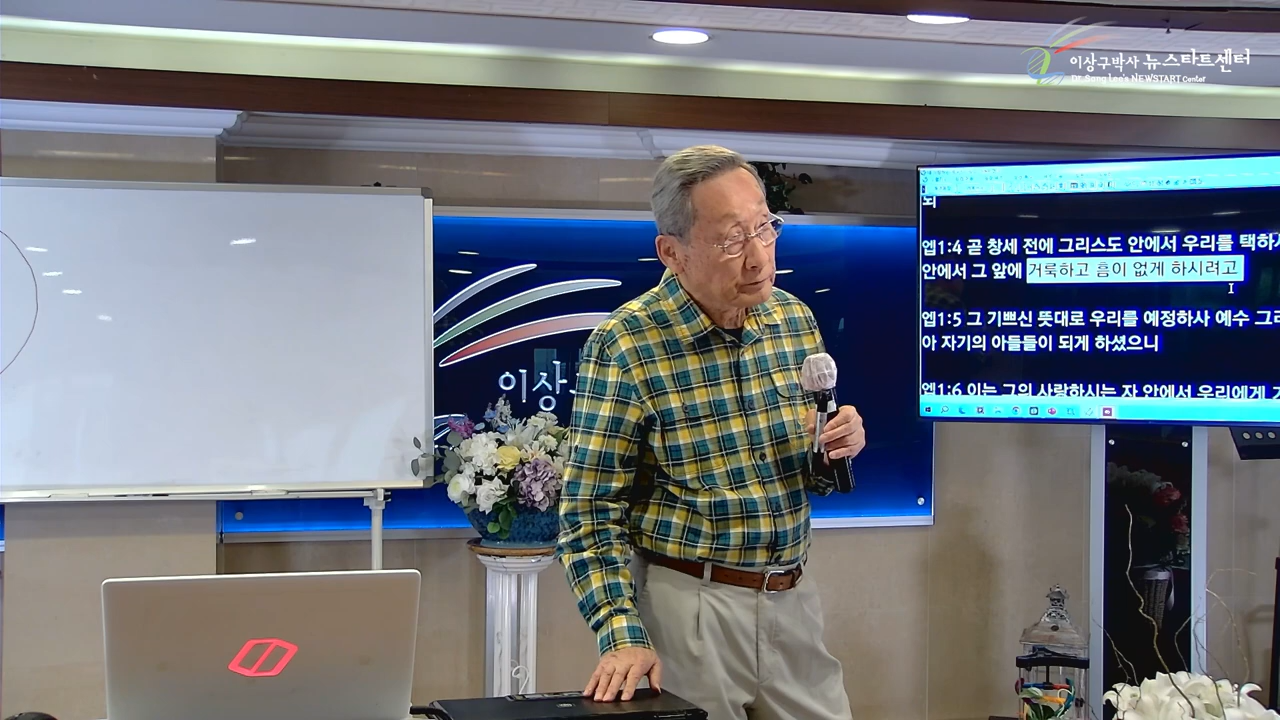 이상구박사 뉴스타트센터
Dr. Sang Lee's NEWSTART Center
뇌
엡1:4 곧 창세 전에 그리스도 안에서 우리를 택하사
안에서 그 앞에 거룩하고 흠이 없게 하시려고
엡1:5 그 기쁘신 뜻대로 우리를 예정하사 예수 그리
아 자기의 아들들이 되게 하셨으니
엡1:6 이는 그의 사랑하시는 자 안에서 우리에게
이상